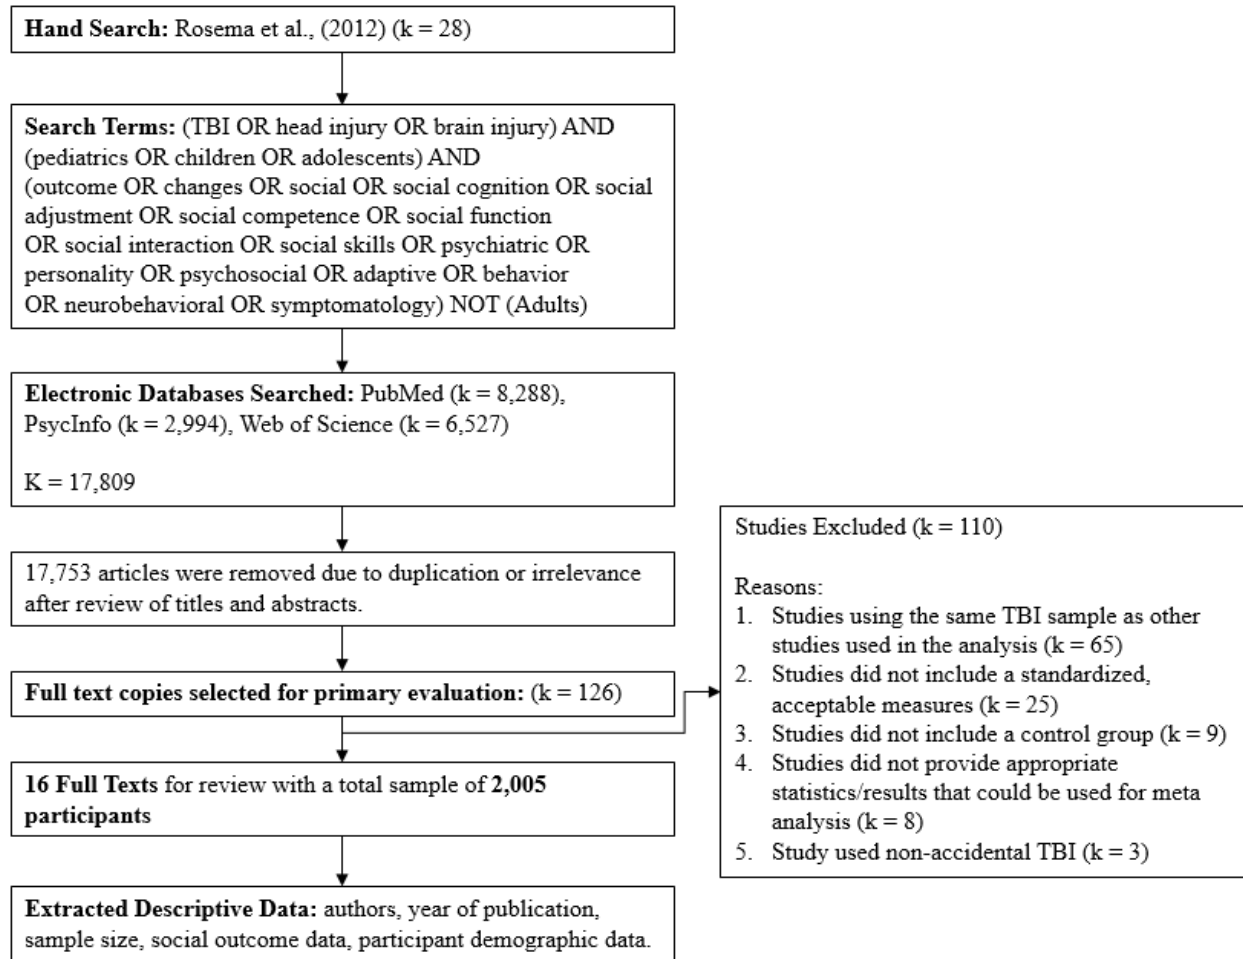 Hand Search: Rosema et al., (2012) (k = 28)
Search Terms: (TBI OR head injury OR brain injury) AND
(pediatrics OR children OR adolescents) AND
(outcome OR changes OR social OR social cognition OR social
adjustment OR social competence OR social function
OR social interaction OR social skills OR psychiatric OR
personality OR psychosocial OR adaptive OR behavior
OR neurobehavioral OR symptomatology) NOT (Adults)
Electronic Databases Searched: PubMed (k = 8,288),
PsycInfo (k = 2,994), Web of Science (k = 6,527)
K = 17,809
17,753 articles were removed due to duplication or irrelevance
after review of titles and abstracts.
Full text copies selected for primary evaluation: (k = 126)
Studies Excluded (k = 110)
Reasons:
1. Studies using the same TBI sample as other
studies used in the analysis (k = 65)
2. Studies did not include a standardized,
acceptable measures (k = 25)
3. Studies did not include a control group (k = 9)
4. Studies did not provide appropriate
statistics/results that could be used for meta
analysis (k = 8)
5. Study used non-accidental TBI (k = 3)
16 Full Texts for review with a total sample of 2,005
participants
Extracted Descriptive Data: authors, year of publication,
sample size, social outcome data, participant demographic data.